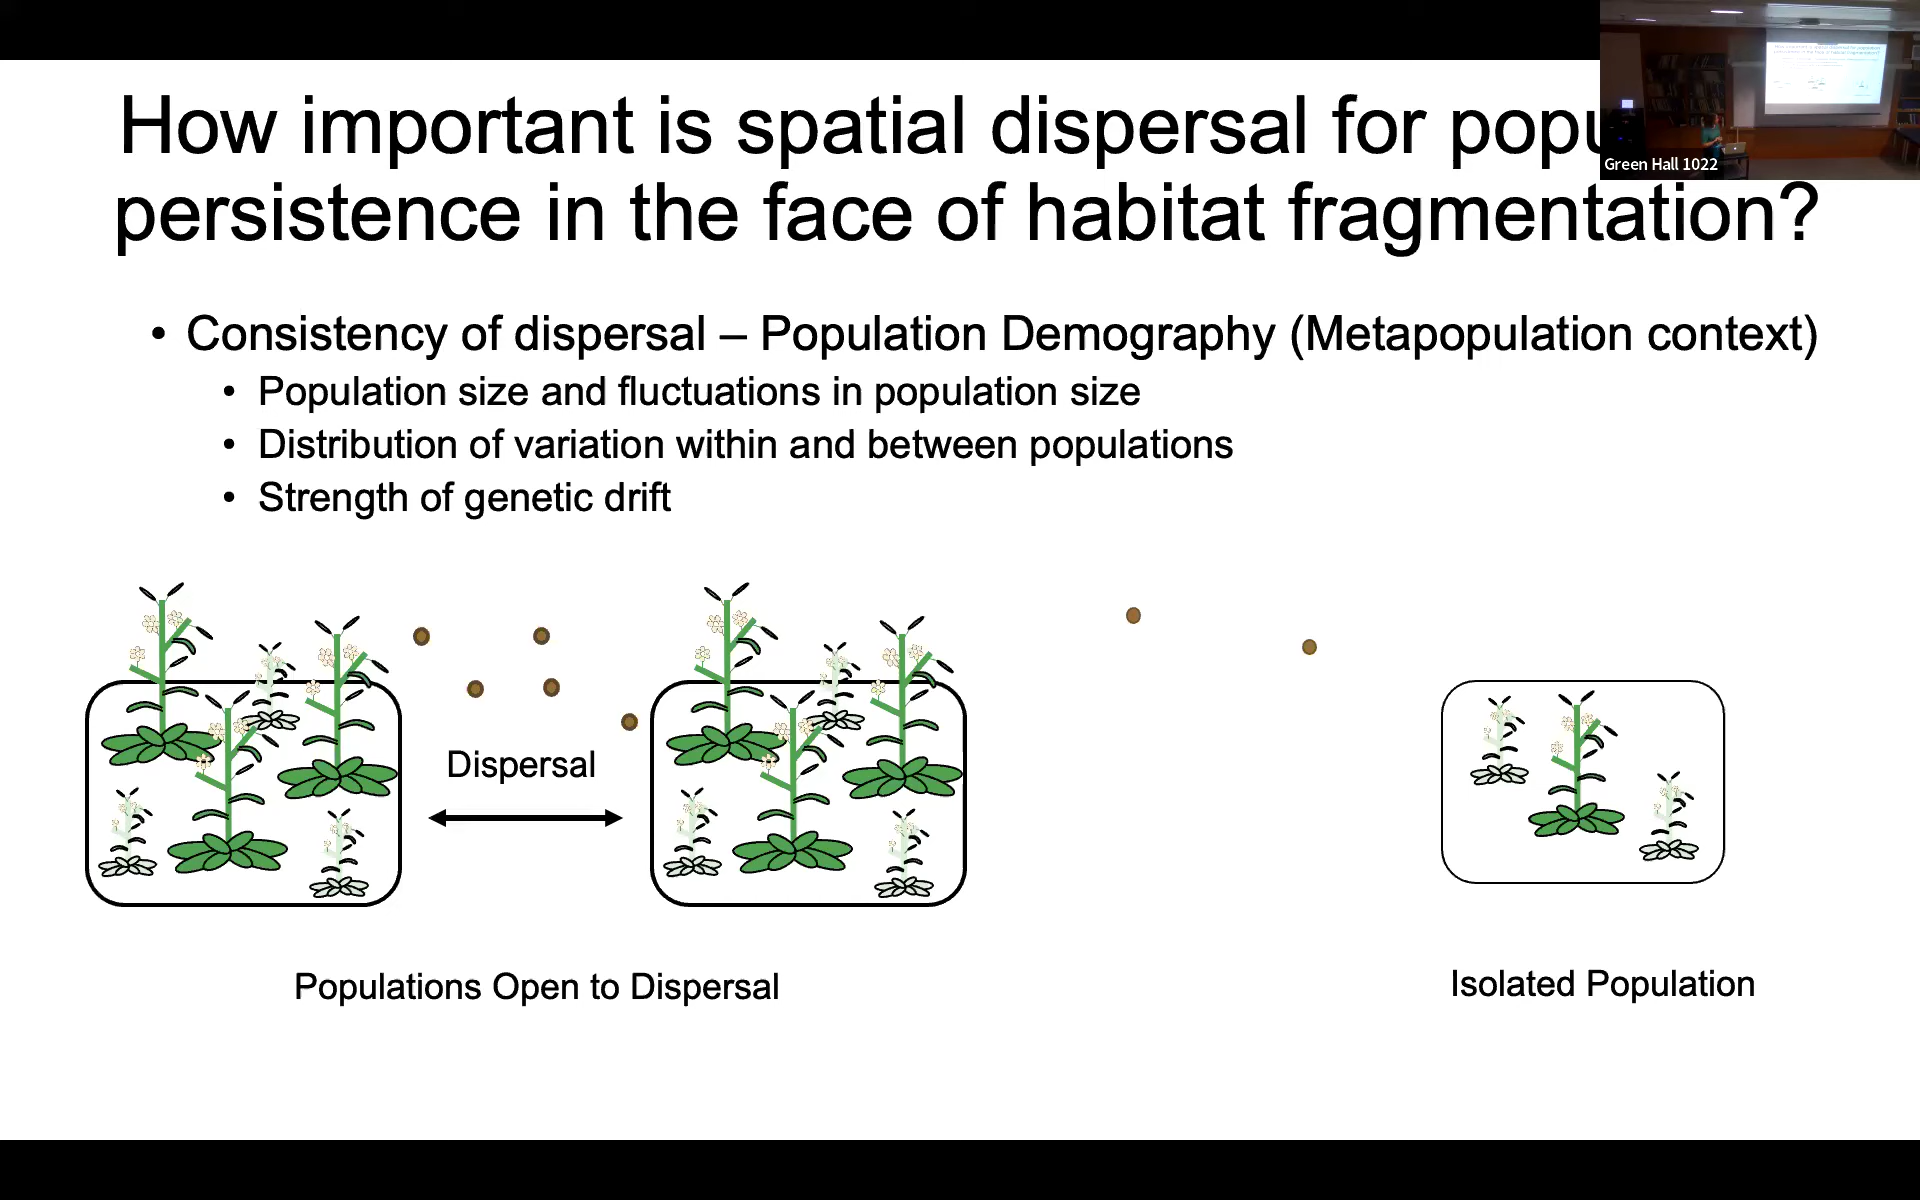 How important is spatial dispersal for popu
persistence in the face of habitat fragmentation?
Green Hall 1022
• Consistency of dispersal – Population Demography (Metapopulation context)
• Population size and fluctuations in population size
• Distribution of variation within and between populations
• Strength of genetic drift
Dispersal
Populations Open to Dispersal
Isolated Population